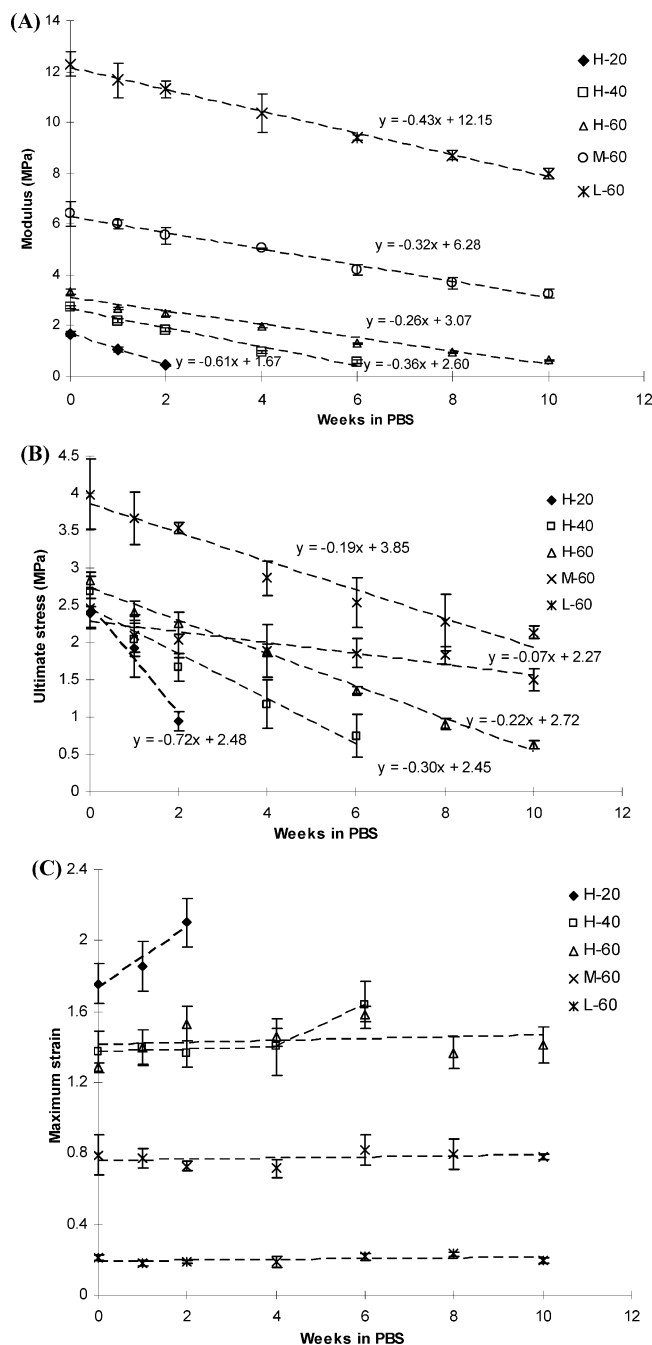 (A)
14
12
10
8
6
4
2
0
Modulus (MPa)
y = -0.43x + 12.15
y = -0.32x + 6.28
y = -0.26x + 3.07
y = -0.61x + 1.67
y = -0.36x + 2.60
H-20
H-40
H-60
M-60
L-60
0 2 4 6 8 10 12
Weeks in PBS
(B)
4.5
4
3.5
3
2.5
2
1.5
1
0.5
0
Ultimate stress (MPa)
y = -0.19x + 3.85
y = -0.07x + 2.27
y = -0.22x + 2.72
y = -0.72x + 2.48
y = -0.30x + 2.45
H-20
H-40
H-60
M-60
L-60
0 2 4 6 8 10 12
Weeks in PBS
(C)
2.4
2
1.6
1.2
0.8
0.4
0
Maximum strain
H-20
H-40
H-60
M-60
L-60
0 2 4 6 8 10 12
Weeks in PBS